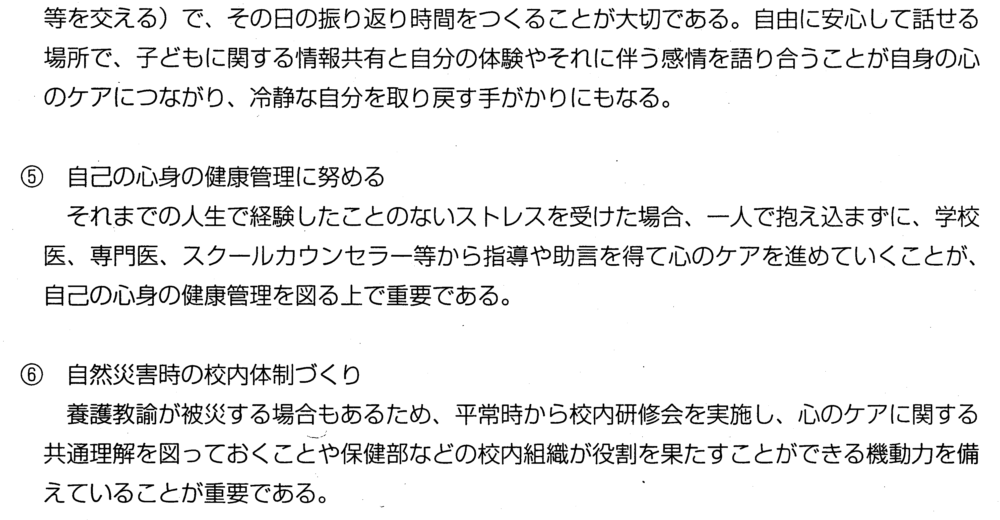 等を交える）で、その日の振り返り時間をつくることが大切である。自由に安心して話せる
場所で、子どもに関する情報共有と自分の体験やそれに伴う感情を語り合うことが自身の心
のケアにつながり、冷静な自分を取り戻す手がかりにもなる。
⑤　自己の心身の健康管理に努める
それまでの人生で経験したことのないストレスを受けた場合、一人で抱え込まずに、学校
医、専門医、スクールカウンセラー等から指導や助言を得て心のケアを進めていくことが、
自己の心身の健康管理を図る上で重要である。
⑥　自然災害時の校内体制づくり
養護教諭が被災する場合もあるため、平常時から校内研修会を実施し、心のケアに関する
共通理解を図っておくことや保健部などの校内組織が役割を果たすことができる機動力を備
えていることが重要である。